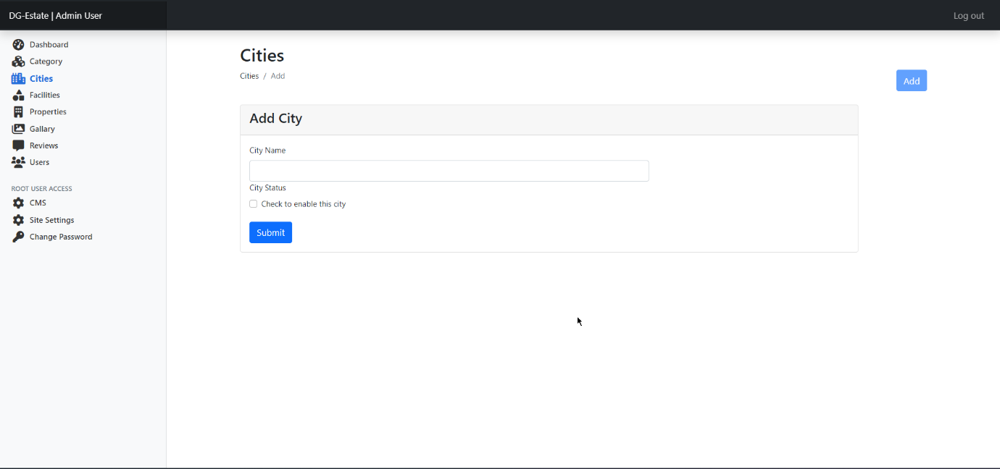 DG-Estate | Admin User
Log out
Dashboard
Category
Cities
Facilities
Properties
Gallary
Reviews
Users
ROOT USER ACCESS
CMS
Site Settings
Change Password
Cities
Cities / Add
Add
Add City
City Name
City Status
Check to enable this city
Submit